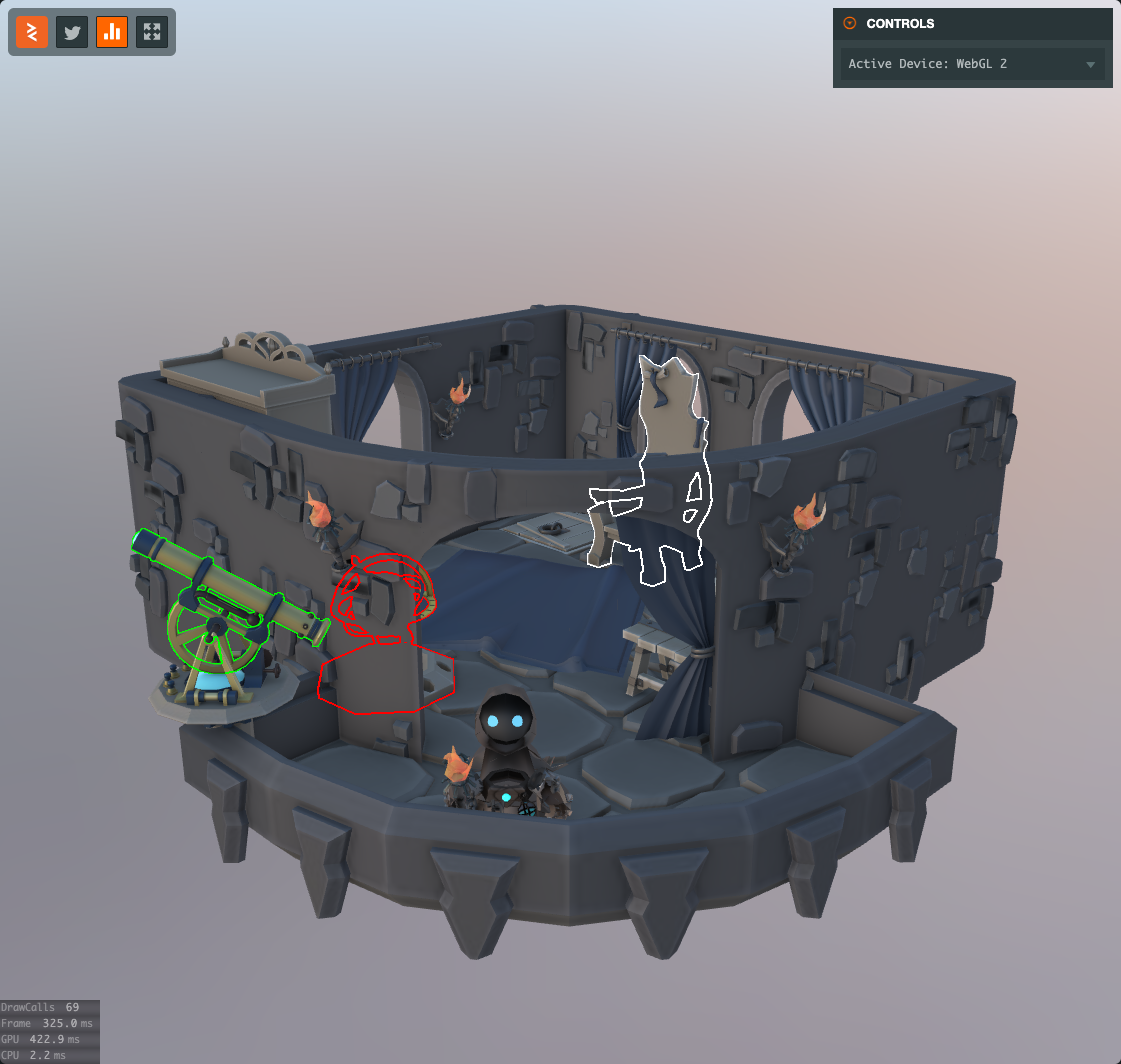 CONTROLS
Active Device: WebGL 2
DrawCalls 69
Frame 325.0 ms
GPU 422.9 ms
CPU 2.2 ms